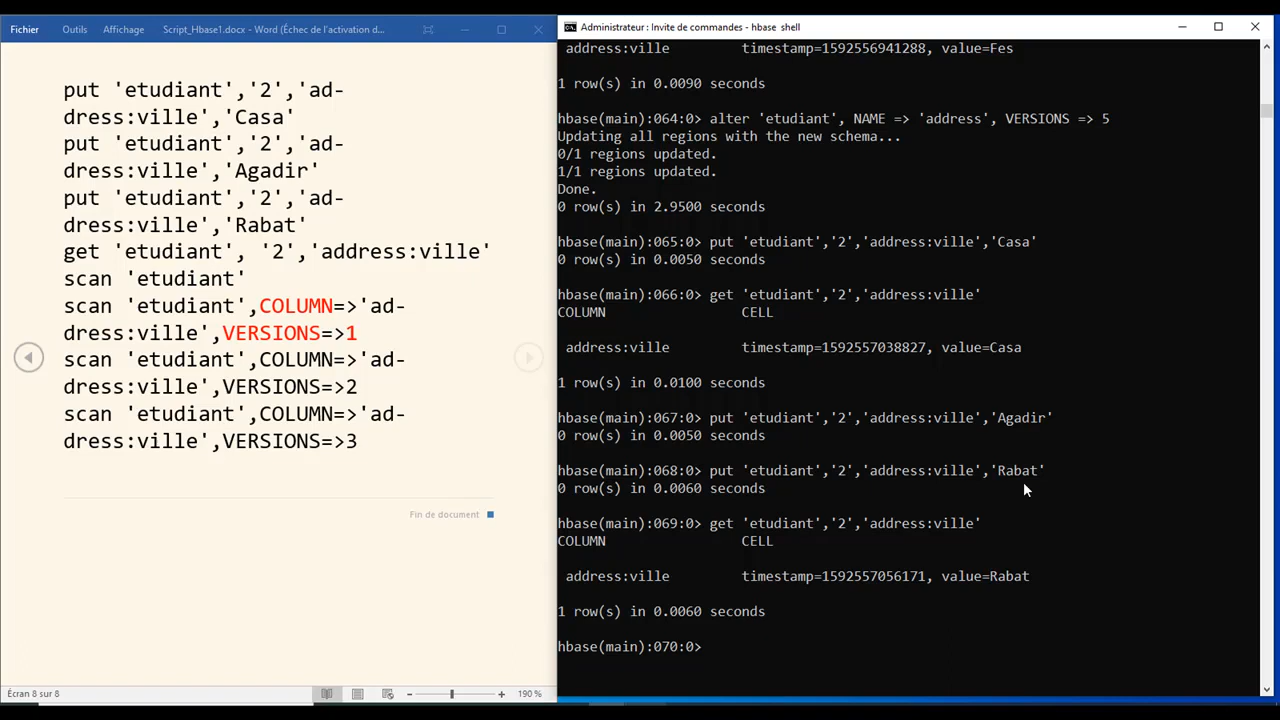 Fichier Outils Affichage Script_Hbase1.docx - Word (Échec de l'activation d...
put 'etudiant','2','ad-
dress:ville','Casa'
put 'etudiant','2','ad-
dress:ville','Agadir'
put 'etudiant','2','ad-
dress:ville','Rabat'
get 'etudiant', '2','address:ville'
scan 'etudiant'
scan 'etudiant',COLUMN=>'ad-
dress:ville',VERSIONS=>1
scan 'etudiant',COLUMN=>'ad-
dress:ville',VERSIONS=>2
scan 'etudiant',COLUMN=>'ad-
dress:ville',VERSIONS=>3
Fin de document
Écran 8 sur 8
190 %
Administrateur : Invite de commandes - hbase shell
address:ville timestamp=1592556941288, value=Fes
1 row(s) in 0.0090 seconds
hbase(main):064:0> alter 'etudiant', NAME => 'address', VERSIONS => 5
Updating all regions with the new schema...
0/1 regions updated.
1/1 regions updated.
Done.
0 row(s) in 2.9500 seconds
hbase(main):065:0> put 'etudiant','2','address:ville','Casa'
0 row(s) in 0.0050 seconds
hbase(main):066:0> get 'etudiant','2','address:ville'
COLUMN CELL
address:ville timestamp=1592557038827, value=Casa
1 row(s) in 0.0100 seconds
hbase(main):067:0> put 'etudiant','2','address:ville','Agadir'
0 row(s) in 0.0050 seconds
hbase(main):068:0> put 'etudiant','2','address:ville','Rabat'
0 row(s) in 0.0060 seconds
hbase(main):069:0> get 'etudiant','2','address:ville'
COLUMN CELL
address:ville timestamp=1592557056171, value=Rabat
1 row(s) in 0.0060 seconds
hbase(main):070:0>